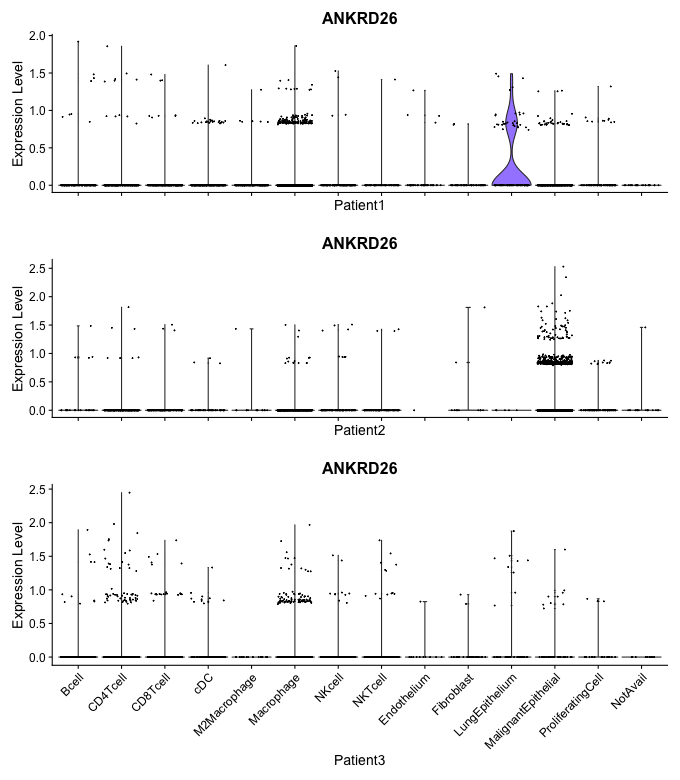 ANKRD26
Expression Level
2.0
1.5
1.0
0.5
0.0
Patient1
ANKRD26
Expression Level
2.5
2.0
1.5
1.0
0.5
0.0
Patient2
ANKRD26
Expression Level
2.5
2.0
1.5
1.0
0.5
0.0
Bcell
CD4Tcell
CD8Tcell
cDC
M2Macrophage
Macrophage
NKcell
NKTcell
Endothelium
Fibroblast
LungEpithelium
MalignantEpithelial
ProliferatingCell
NotAvail
Patient3